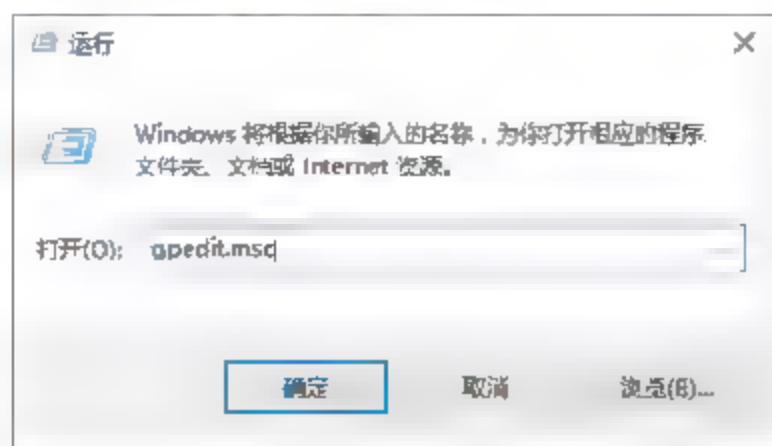 运行
Windows 将根据你所输入的名称，为你打开相应的程序、
文件夹、文档或 Internet 资源。
打开(O): gpedit.msc
确定 取消 浏览(B)...